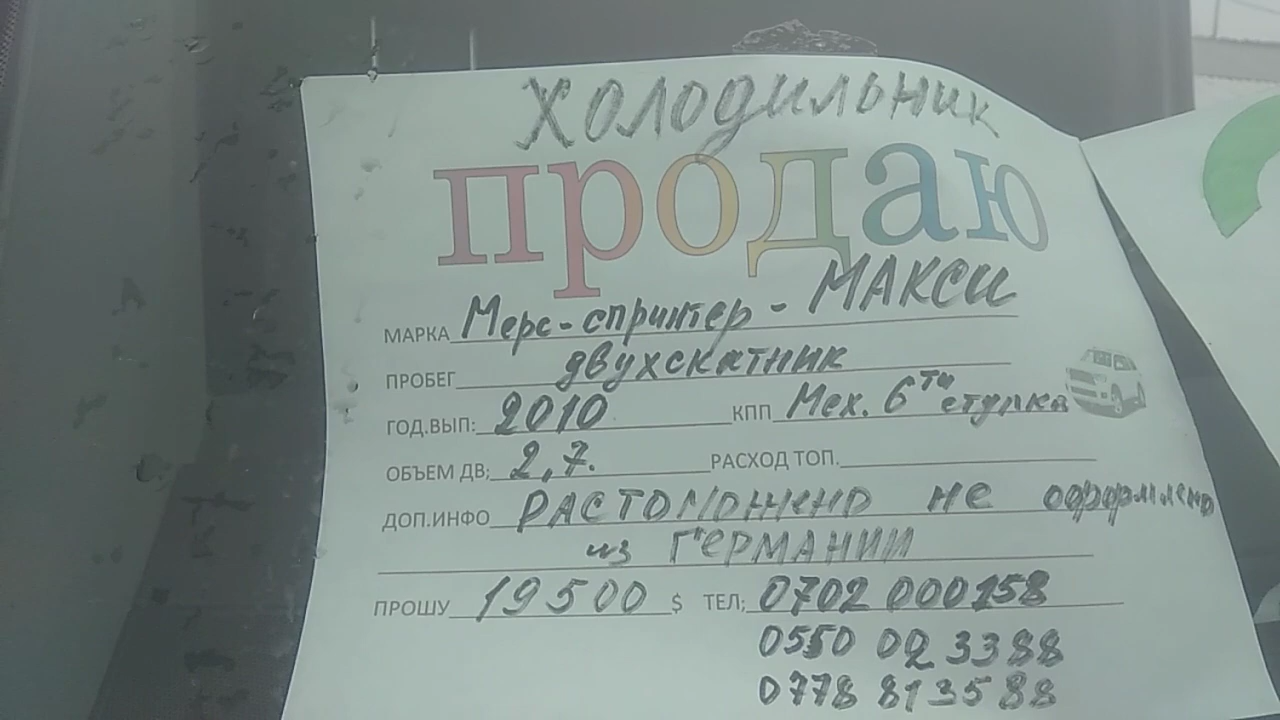 ХОЛОДИЛЬНИК
продаю
МАРКА Мерс-спринтер - МАКСИ
ПРОБЕГ двухскатник
ГОД.ВЫП: 2010 КПП Мех. 6ти ступка
ОБЪЕМ ДВ; 2,7. РАСХОД ТОП.
ДОП.ИНФО РАСТОМОЖЕНО не оформлено
из ГЕРМАНИИ
ПРОШУ 19500 $ ТЕЛ; 0702 000158
0550 02 3388
0778 813588